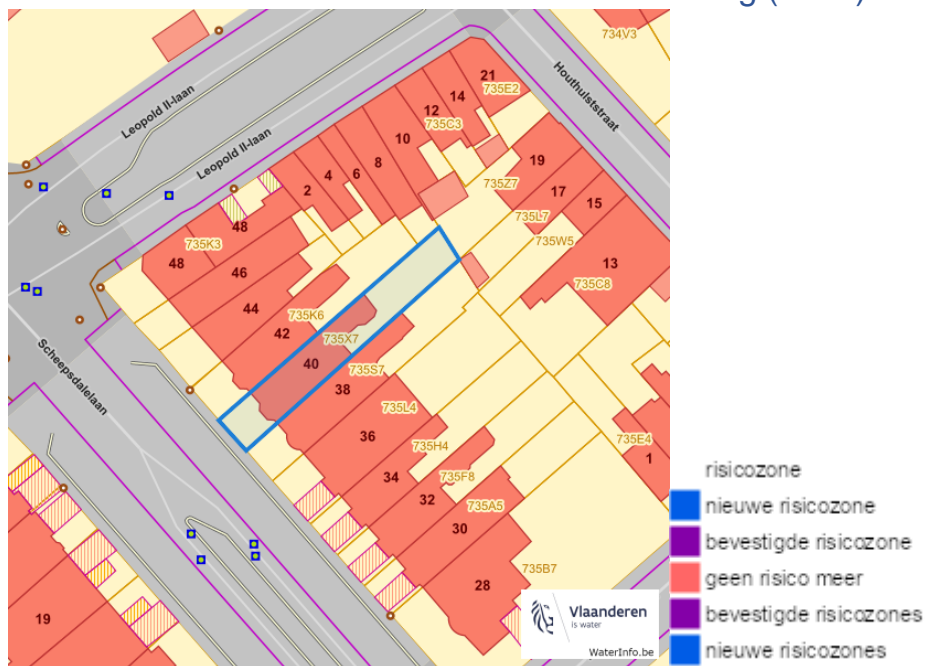 734V3
21
735E2
14
12
735C3
Houthulststraat
Leopold II-laan
10
8
Leopold II-laan
6
4
2
19
735Z7
17
15
735L7
735W5
13
735C8
48
735K3
48
46
44
735K6
42
735X7
40
735S7
38
Scheepsdalelaan
735L4
36
735H4
735E4
1
34
735F8
32
735A5
30
735B7
28
19
Vlaanderen
is water
WaterInfo.be
risicozone
nieuwe risicozone
bevestigde risicozone
geen risico meer
bevestigde risicozones
nieuwe risicozones